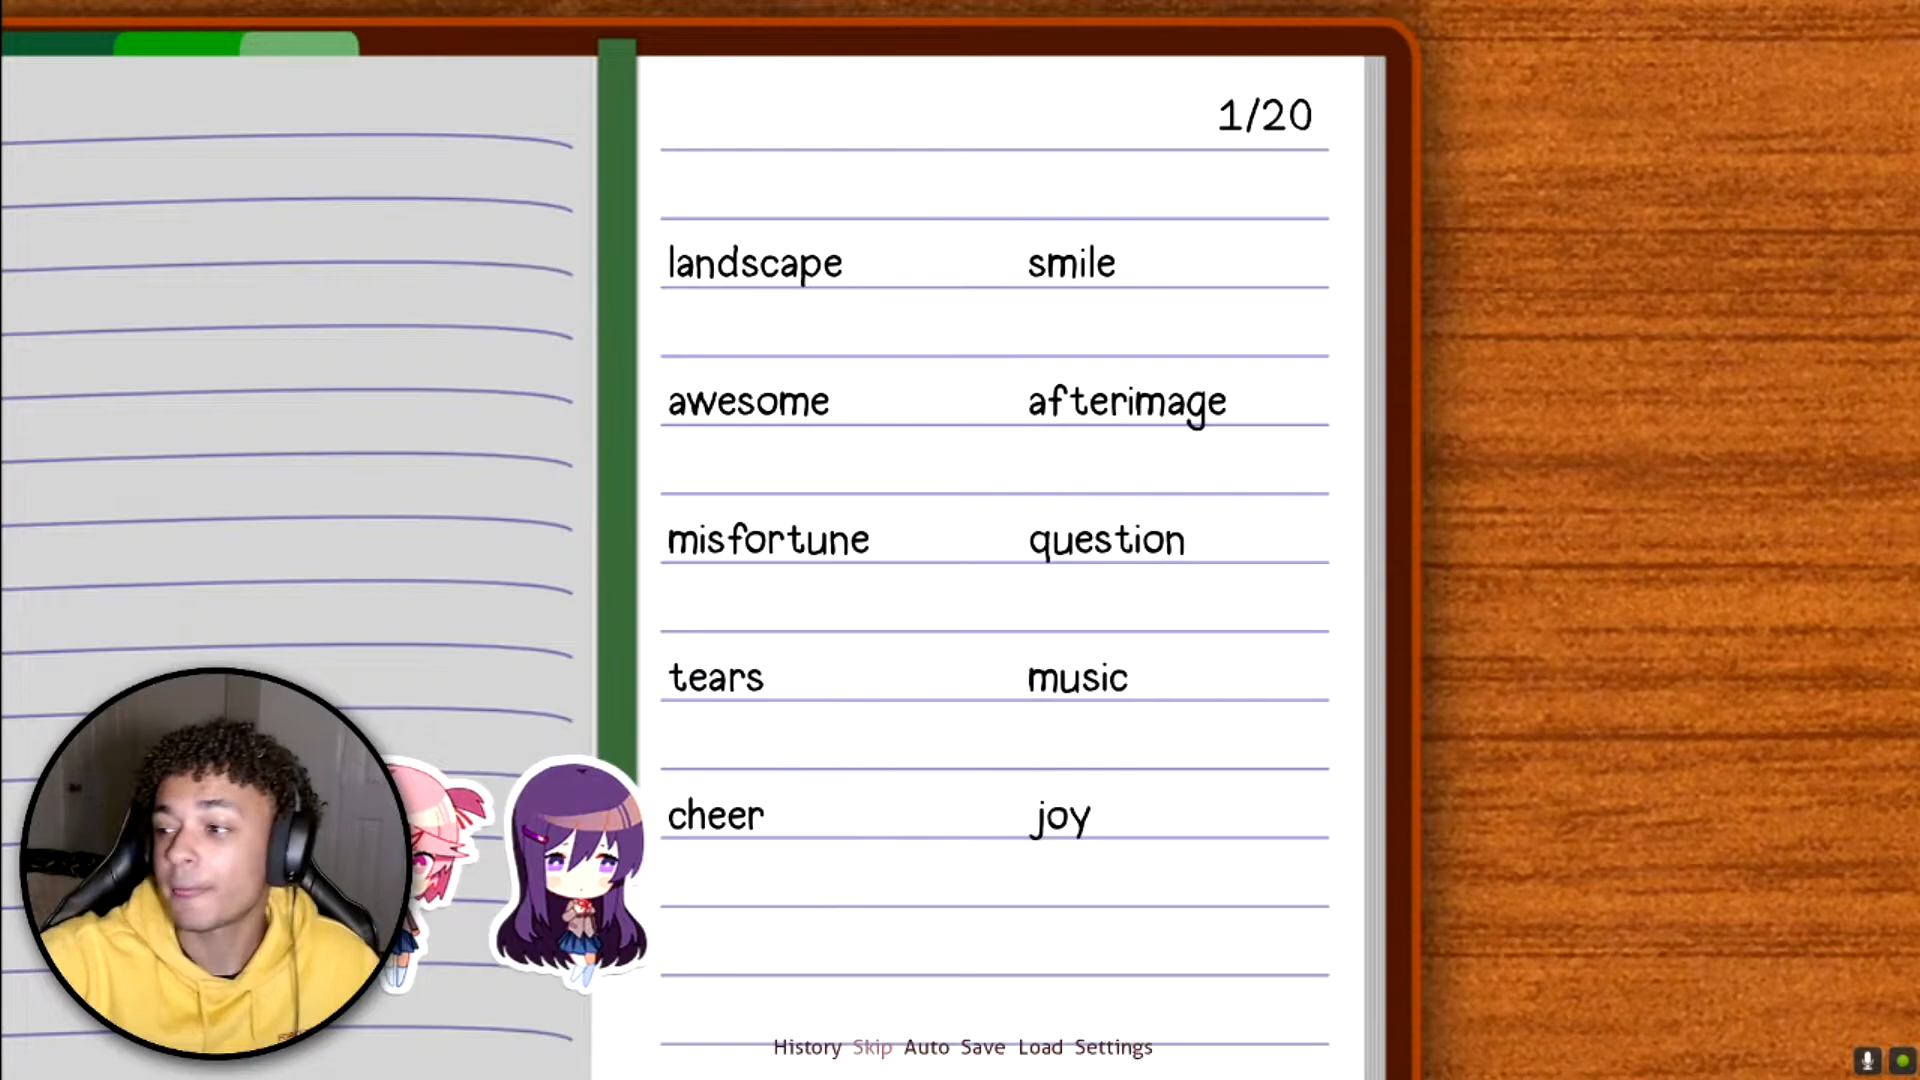 1/20
landscape smile
awesome afterimage
misfortune question
tears music
cheer joy
History Skip Auto Save Load Settings